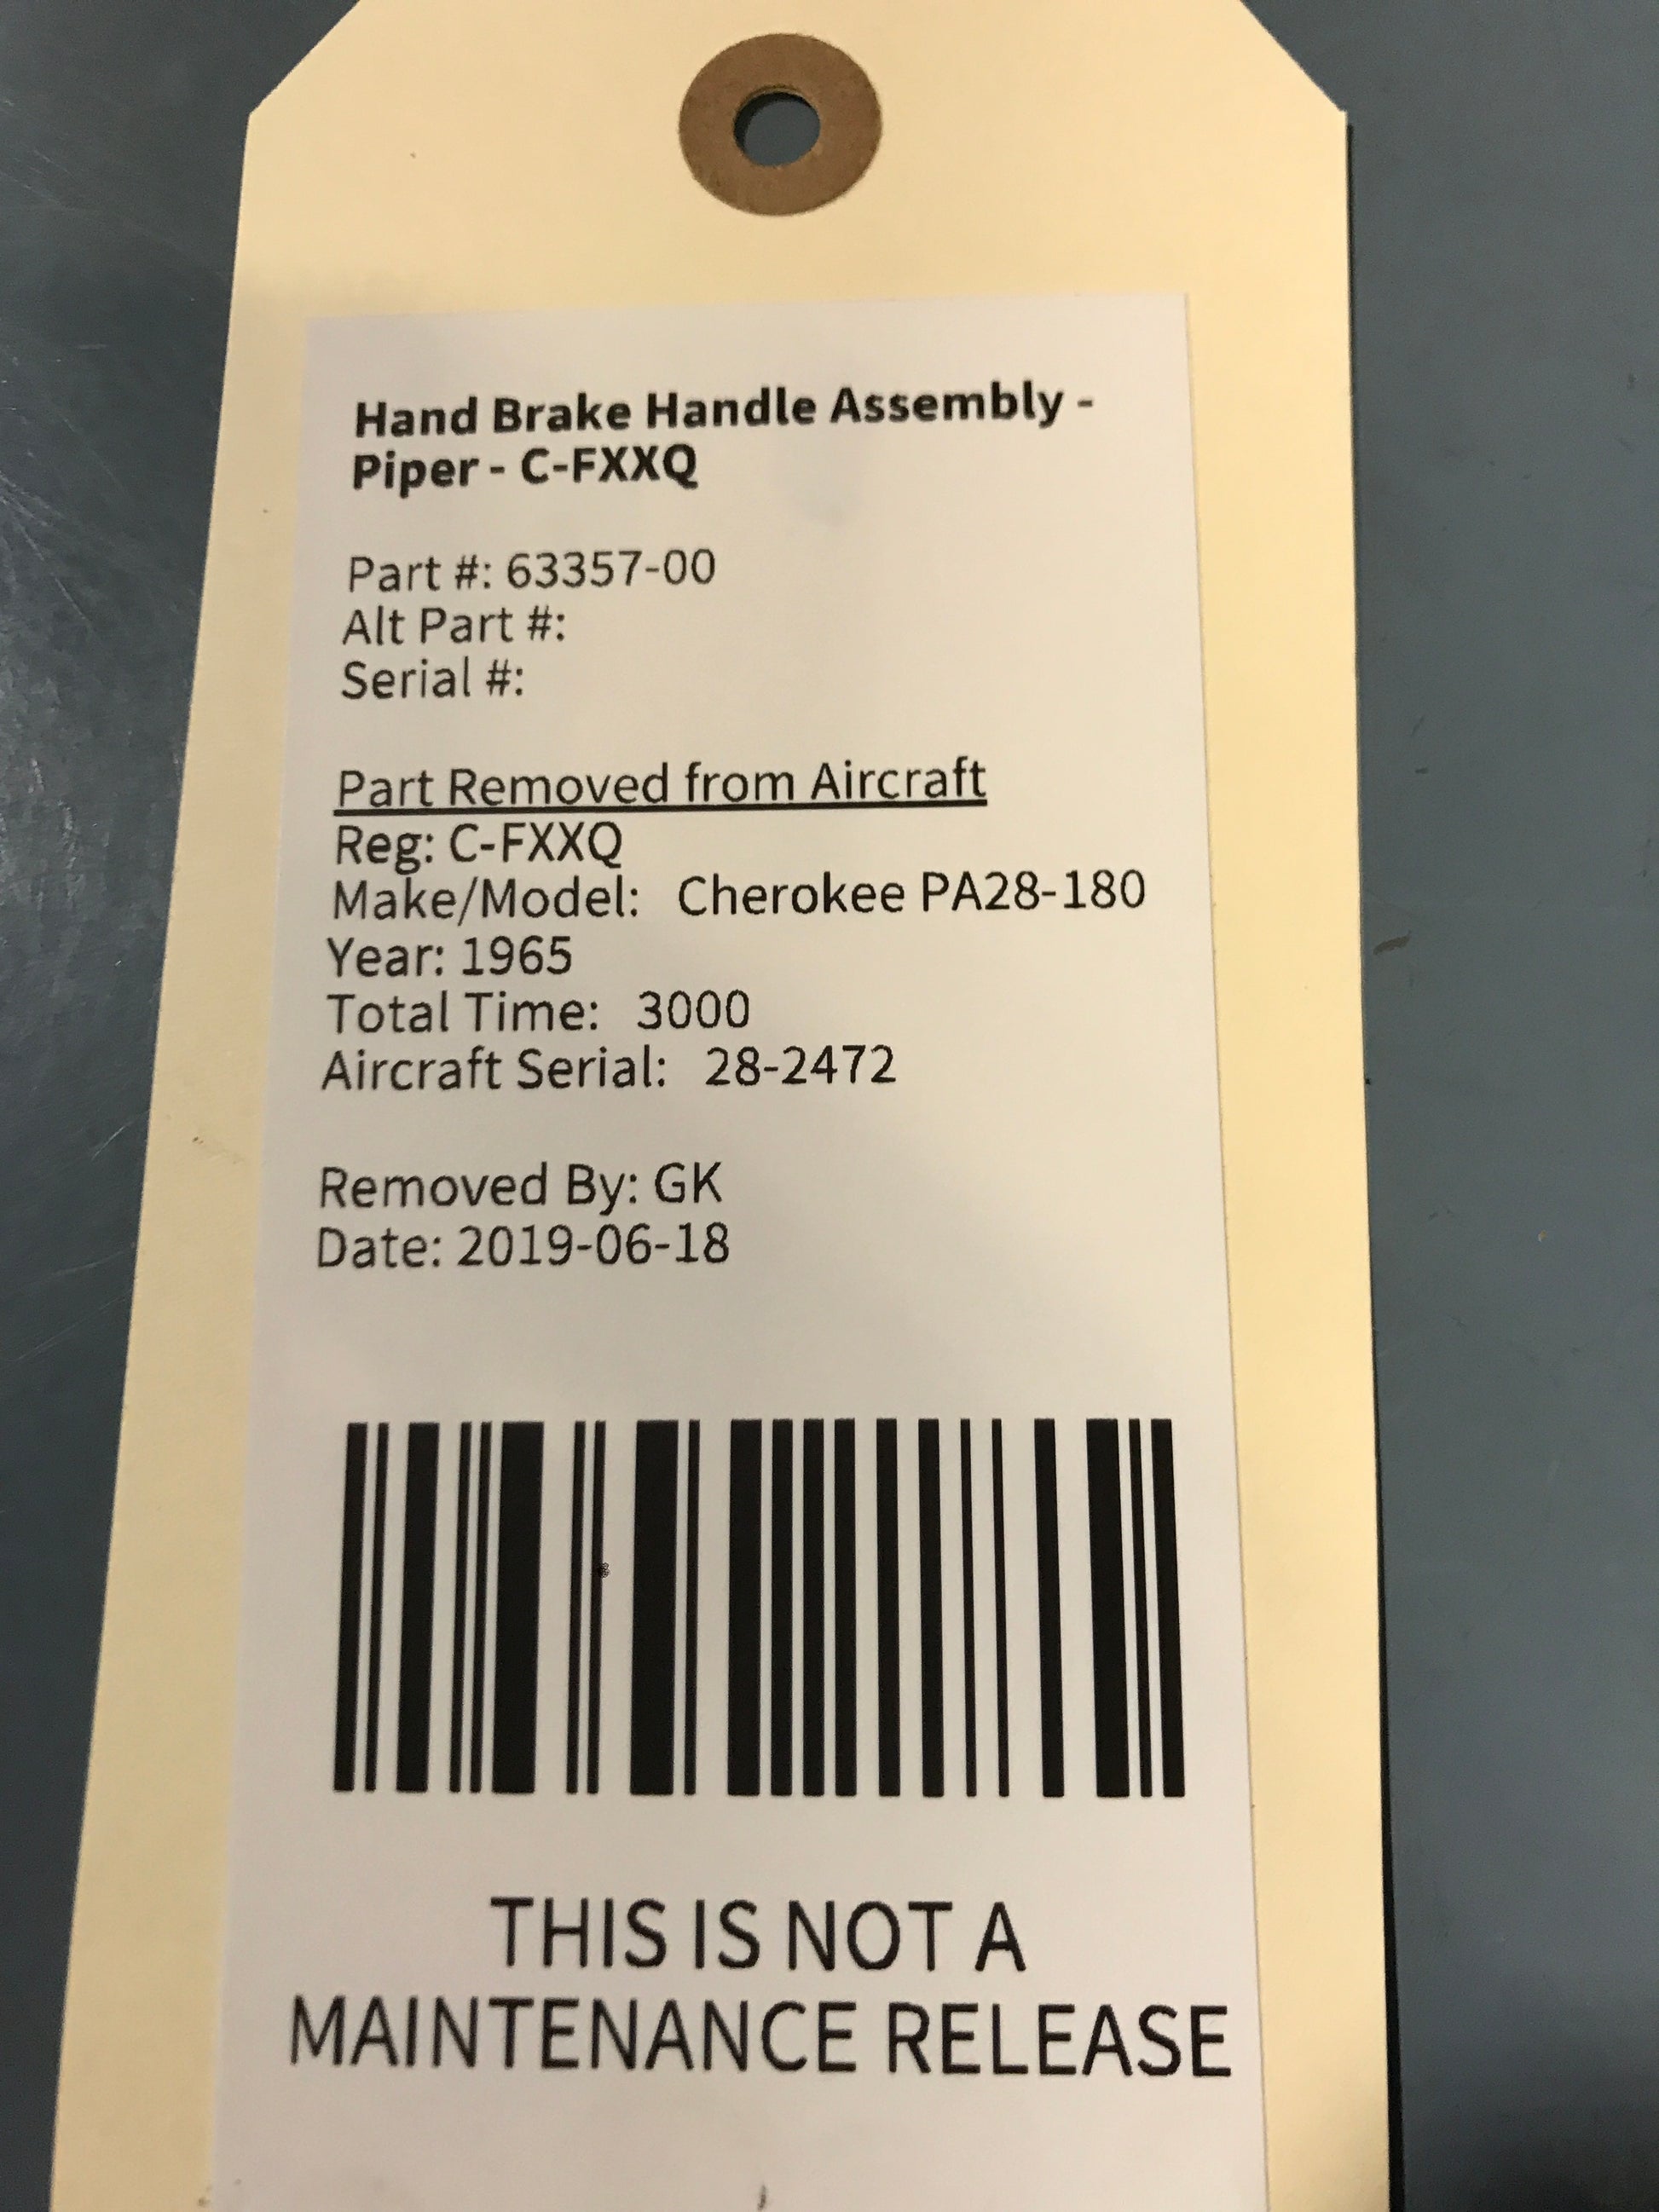 Hand Brake Handle Assembly -
Piper - C-FXXQ
Part #: 63357-00
Alt Part #:
Serial #:
Part Removed from Aircraft
Reg: C-FXXQ
Make/Model: Cherokee PA28-180
Year: 1965
Total Time: 3000
Aircraft Serial: 28-2472
Removed By: GK
Date: 2019-06-18
THIS IS NOT A
MAINTENANCE RELEASE